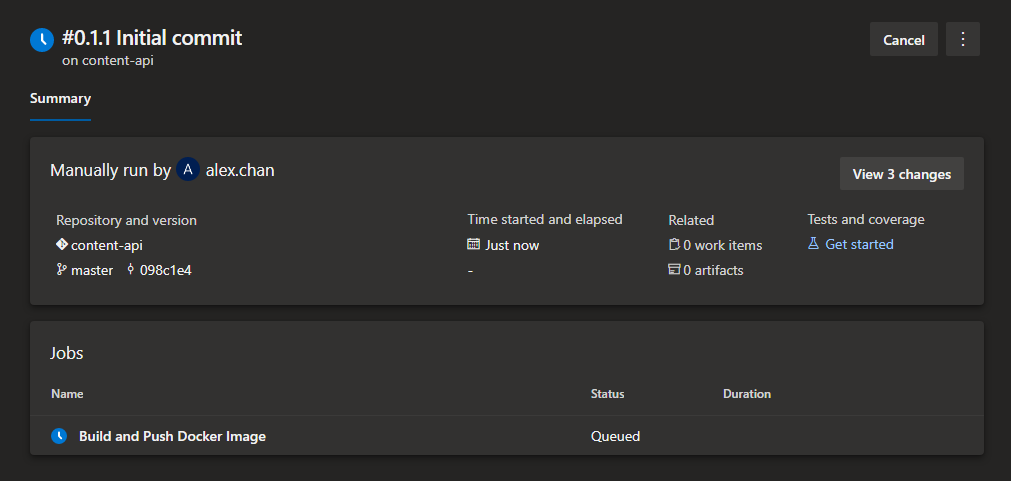 #0.1.1 Initial commit
Cancel
on content-api
Summary
Manually run by A alex.chan
View 3 changes
Repository and version
content-api
master 098c1e4
Time started and elapsed
Just now
-
Related
0 work items
0 artifacts
Tests and coverage
Get started
Jobs
Name Status Duration
Build and Push Docker Image Queued